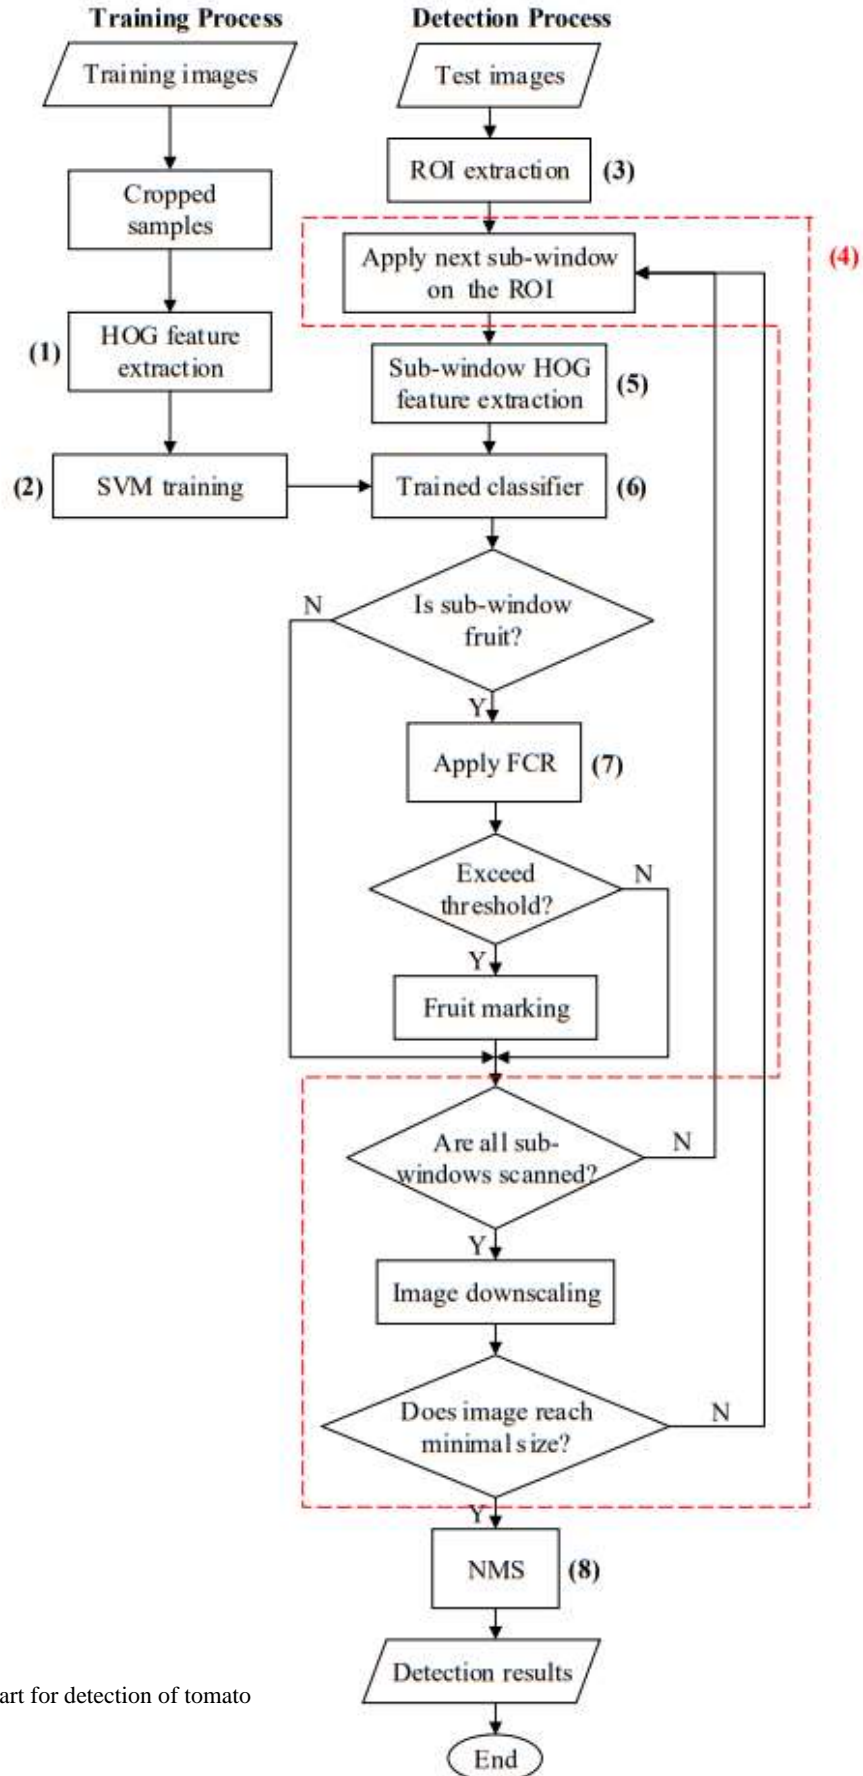 Training Process
Training images
Cropped
samples
(1)
HOG feature
extraction
(2)
SVM training
Detection Process
Test images
ROI extraction
(3)
Apply next sub-window
on the ROI
(4)
Sub-window HOG
feature extraction
(5)
Trained classifier
(6)
Is sub-window
fruit?
N
Y
Apply FCR
(7)
Exceed
threshold?
N
Y
Fruit marking
Are all sub-
windows scanned?
N
Y
Image downscaling
Does image reach
minimal size?
N
Y
NMS
(8)
Detection results
End
art for detection of tomato